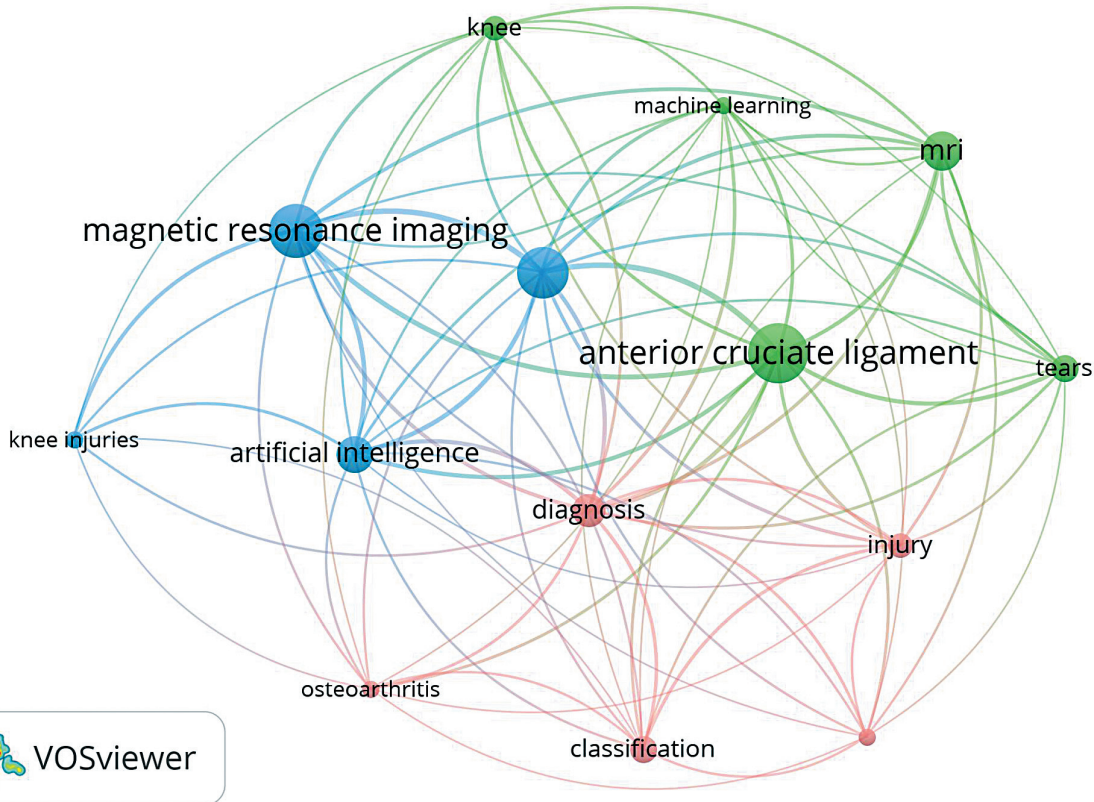 knee
machine learning
mri
magnetic resonance imaging
anterior cruciate ligament
tears
knee injuries
artificial intelligence
diagnosis
injury
osteoarthritis
classification
VOSviewer